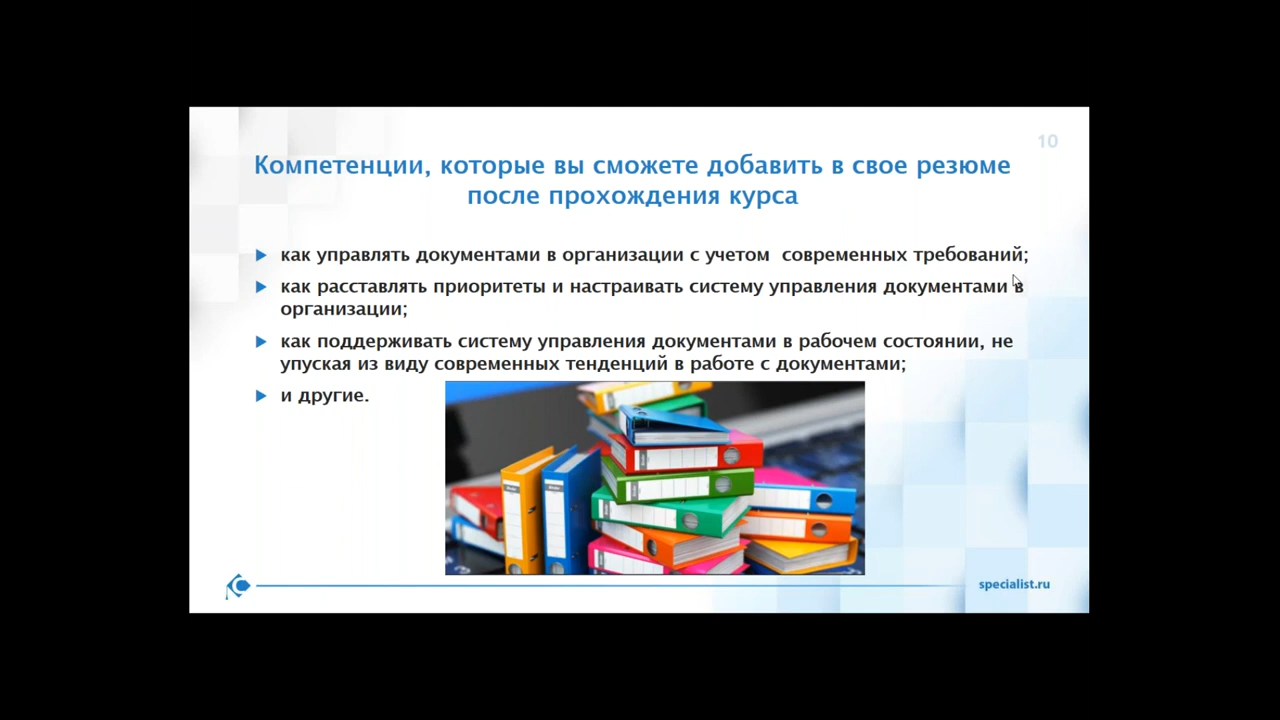 10
Компетенции, которые вы сможете добавить в свое резюме
после прохождения курса
как управлять документами в организации с учетом  современных требований;
как расставлять приоритеты и настраивать систему управления документами в
организации;
как поддерживать систему управления документами в рабочем состоянии, не
упуская из виду современных тенденций в работе с документами;
и другие.
specialist.ru